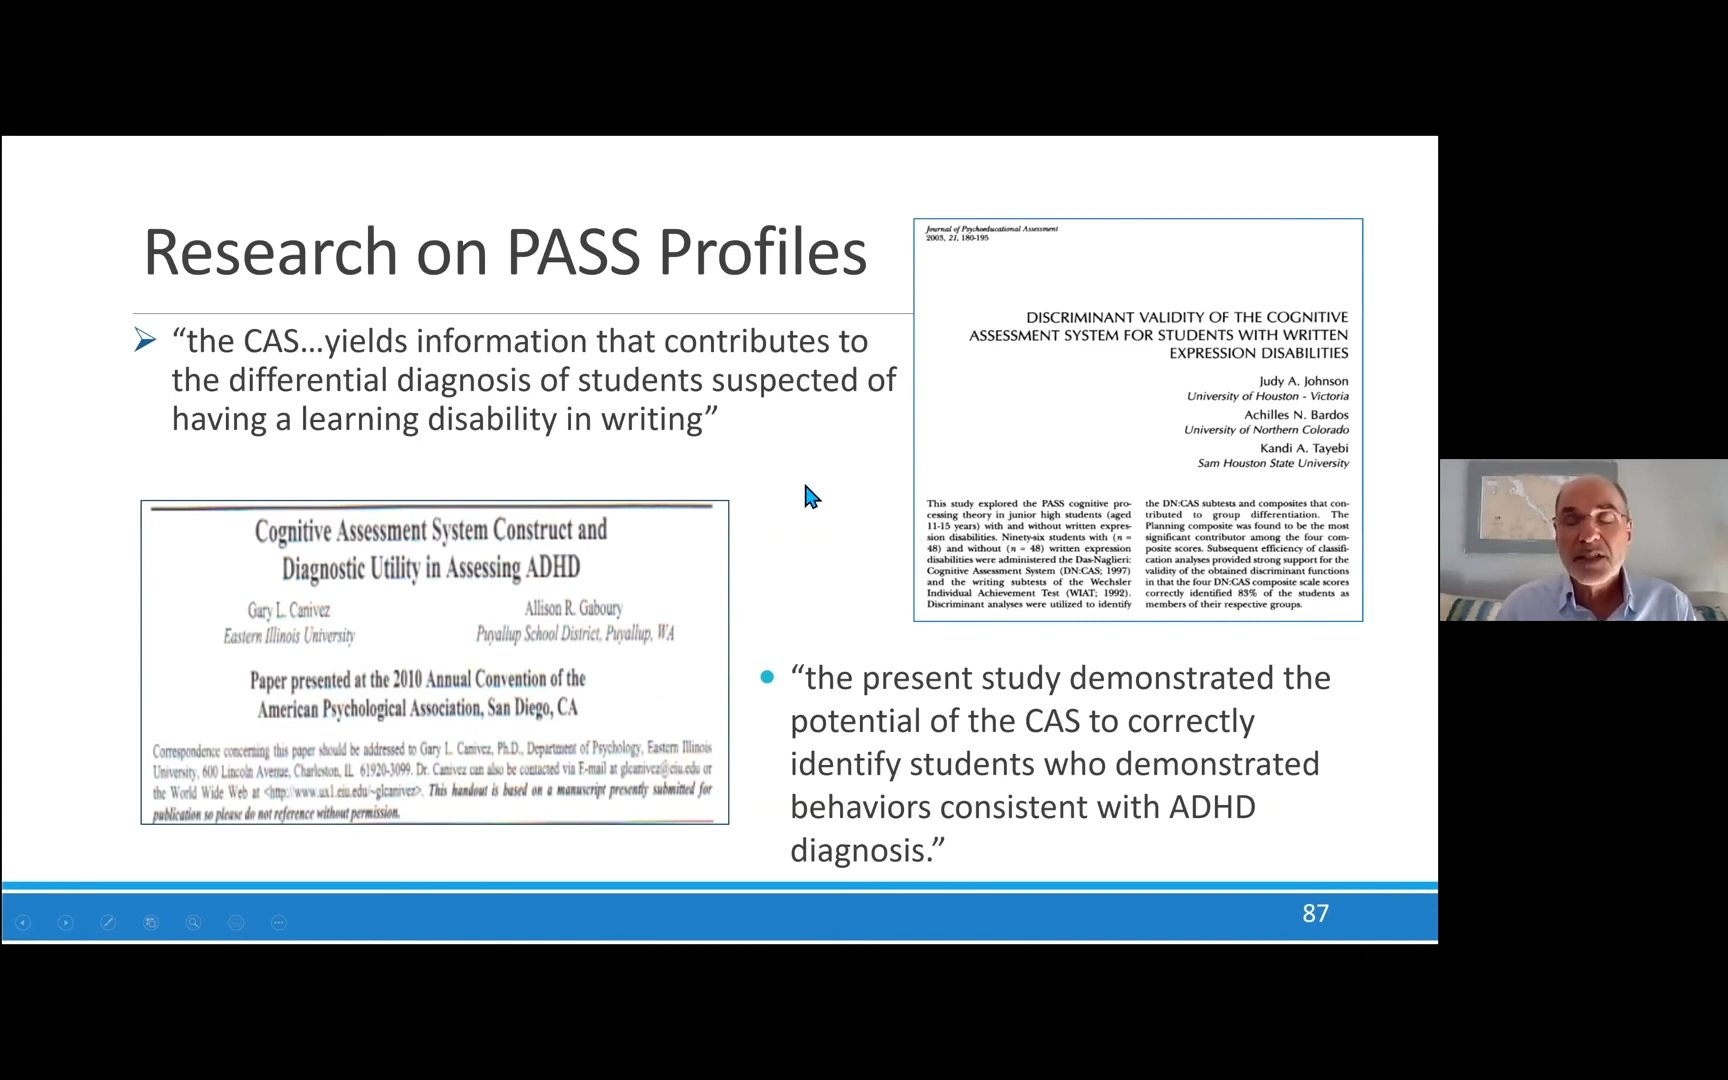 Research on PASS Profiles
“the CAS…yields information that contributes to
the differential diagnosis of students suspected of
having a learning disability in writing”
Journal of Psychoeducational Assessment
2003, 21, 180-195
DISCRIMINANT VALIDITY OF THE COGNITIVE
ASSESSMENT SYSTEM FOR STUDENTS WITH WRITTEN
EXPRESSION DISABILITIES
Judy A. Johnson
University of Houston - Victoria
Achilles N. Bardos
University of Northern Colorado
Kandi A. Tayebi
Sam Houston State University
This study explored the PASS cognitive pro-
cessing theory in junior high students (aged
11-15 years) with and without written expres-
sion disabilities. Ninety-six students with (n =
48) and without (n = 48) written expression
disabilities were administered the Das-Naglieri:
Cognitive Assessment System (DN:CAS; 1997)
and the writing subtests of the Wechsler
Individual Achievement Test (WIAT; 1992).
Discriminant analyses were utilized to identify
the DN:CAS subtests and composites that con-
tributed to group differentiation. The
Planning composite was found to be the most
significant contributor among the four com-
posite scores. Subsequent efficiency of classifi-
cation analyses provided strong support for the
validity of the obtained discriminant functions
in that the four DN:CAS composite scale scores
correctly identified 83% of the students as
members of their respective groups.
Cognitive Assessment System Construct and
Diagnostic Utility in Assessing ADHD
Gary L. Canivez
Eastern Illinois University
Allison R. Gaboury
Puyallup School District, Puyallup, WA
Paper presented at the 2010 Annual Convention of the
American Psychological Association, San Diego, CA
Correspondence concerning this paper should be addressed to Gary L. Canivez, Ph.D., Department of Psychology, Eastern Illinois
University, 600 Lincoln Avenue, Charleston, IL 61920-3099. Dr. Canivez can also be contacted via E-mail at glcanivez@eiu.edu or
the World Wide Web at <http://www.ux1.eiu.edu/~glcanivez>. This handout is based on a manuscript presently submitted for
publication so please do not reference without permission.
“the present study demonstrated the
potential of the CAS to correctly
identify students who demonstrated
behaviors consistent with ADHD
diagnosis.”
87